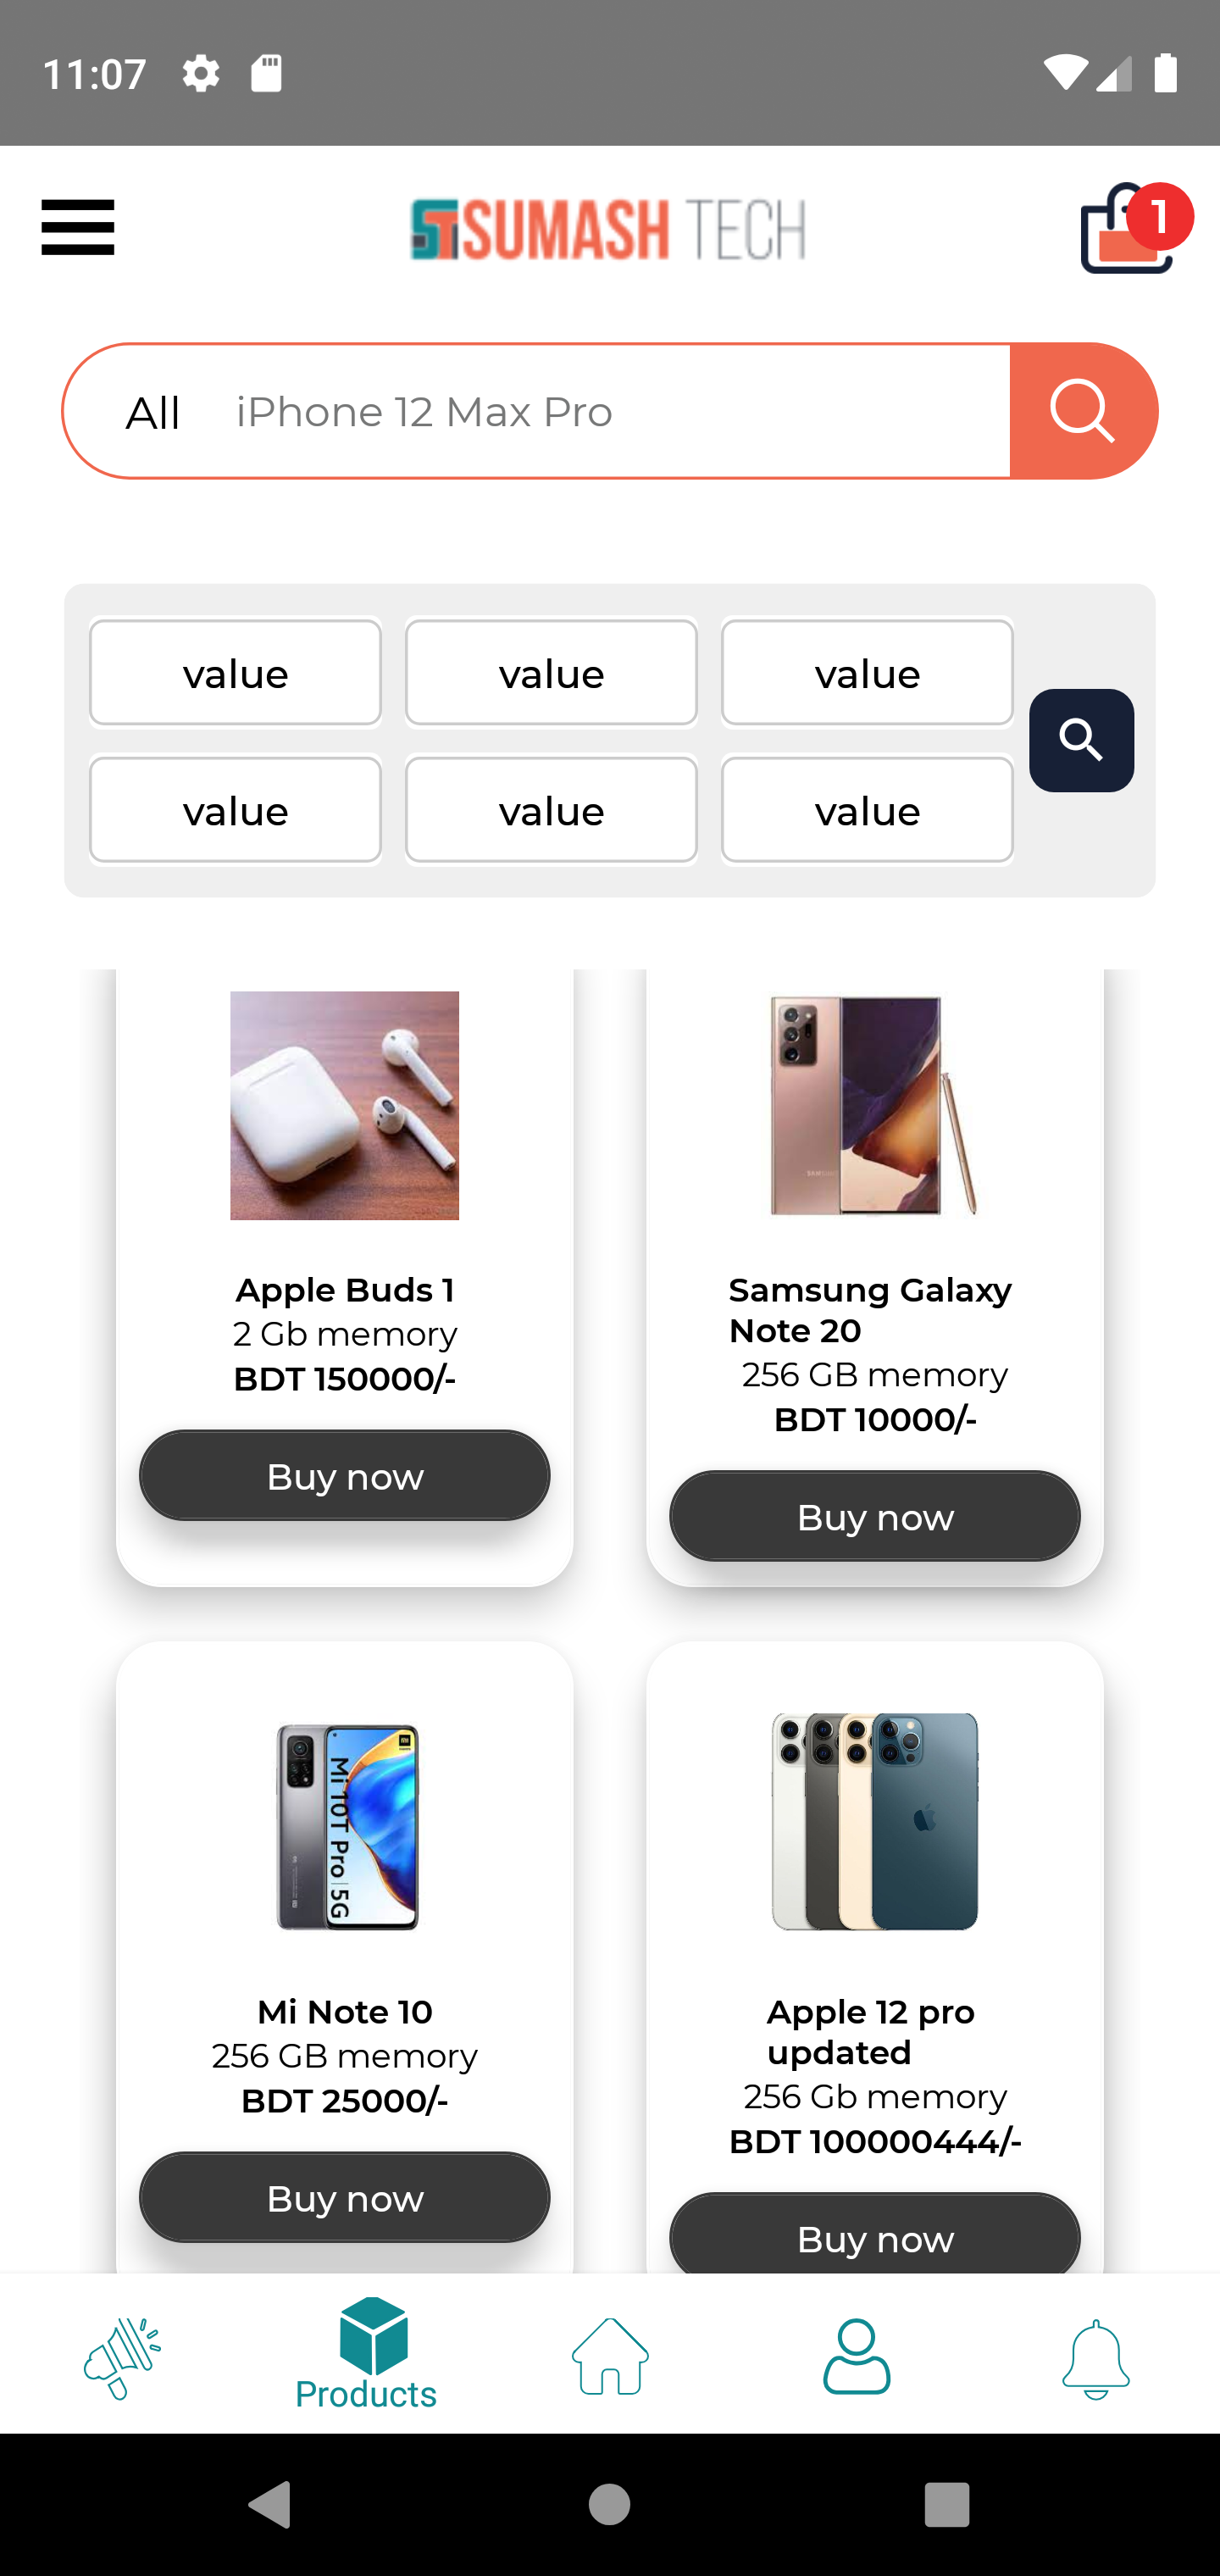 11:07
STSUMASH TECH
1
All iPhone 12 Max Pro
value value value
value value value
Apple Buds 1
2 Gb memory
BDT 150000/-
Buy now
SAMSUNG
Samsung Galaxy
Note 20
256 GB memory
BDT 10000/-
Buy now
Mi 10T Pro | 5G
Mi Note 10
256 GB memory
BDT 25000/-
Buy now
Apple 12 pro
updated
256 Gb memory
BDT 100000444/-
Buy now
Products